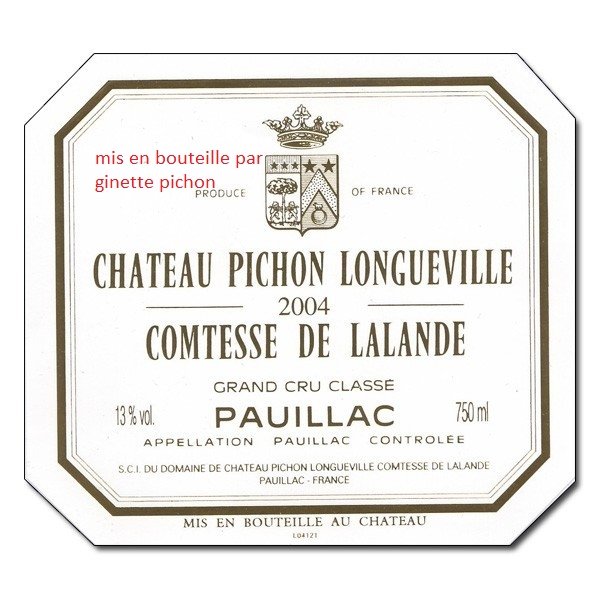 mis en bouteille par
ginette pichon
PRODUCE OF FRANCE
CHATEAU PICHON LONGUEVILLE
2004
COMTESSE DE LALANDE
GRAND CRU CLASSÉ
13 % vol. PAUILLAC 750 ml
APPELLATION PAUILLAC CONTROLÉE
S.C.I. DU DOMAINE DE CHATEAU PICHON LONGUEVILLE COMTESSE DE LALANDE
PAUILLAC - FRANCE
MIS EN BOUTEILLE AU CHATEAU
L04121